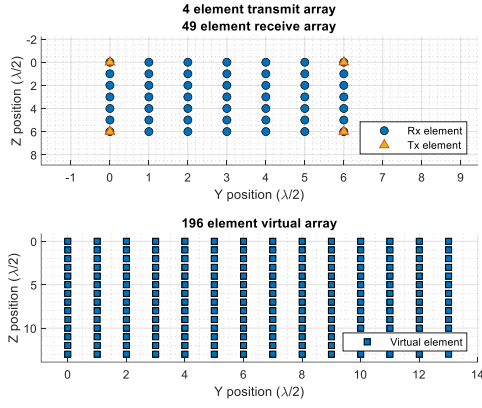 4 element transmit array
49 element receive array
-2
0
2
4
6
8
Z position (λ/2)
-1 0 1 2 3 4 5 6 7 8 9
Y position (λ/2)
Rx element
Tx element
196 element virtual array
0
5
10
Z position (λ/2)
0 2 4 6 8 10 12 14
Y position (λ/2)
Virtual element